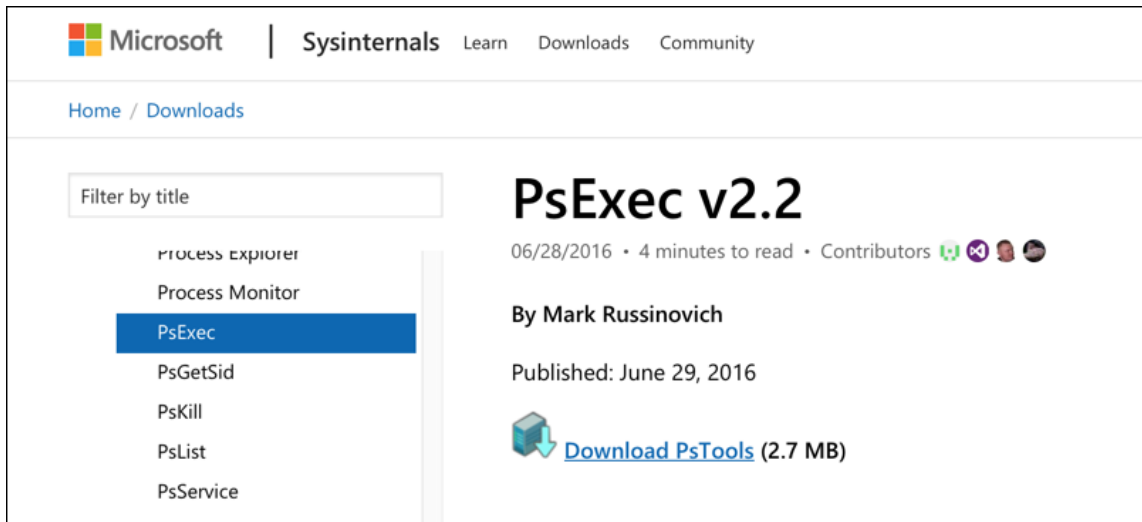 Microsoft | Sysinternals Learn Downloads Community
Home / Downloads
Filter by title
Process Explorer
Process Monitor
PsExec
PsGetSid
PsKill
PsList
PsService
PsExec v2.2
06/28/2016 • 4 minutes to read • Contributors
By Mark Russinovich
Published: June 29, 2016
Download PsTools (2.7 MB)